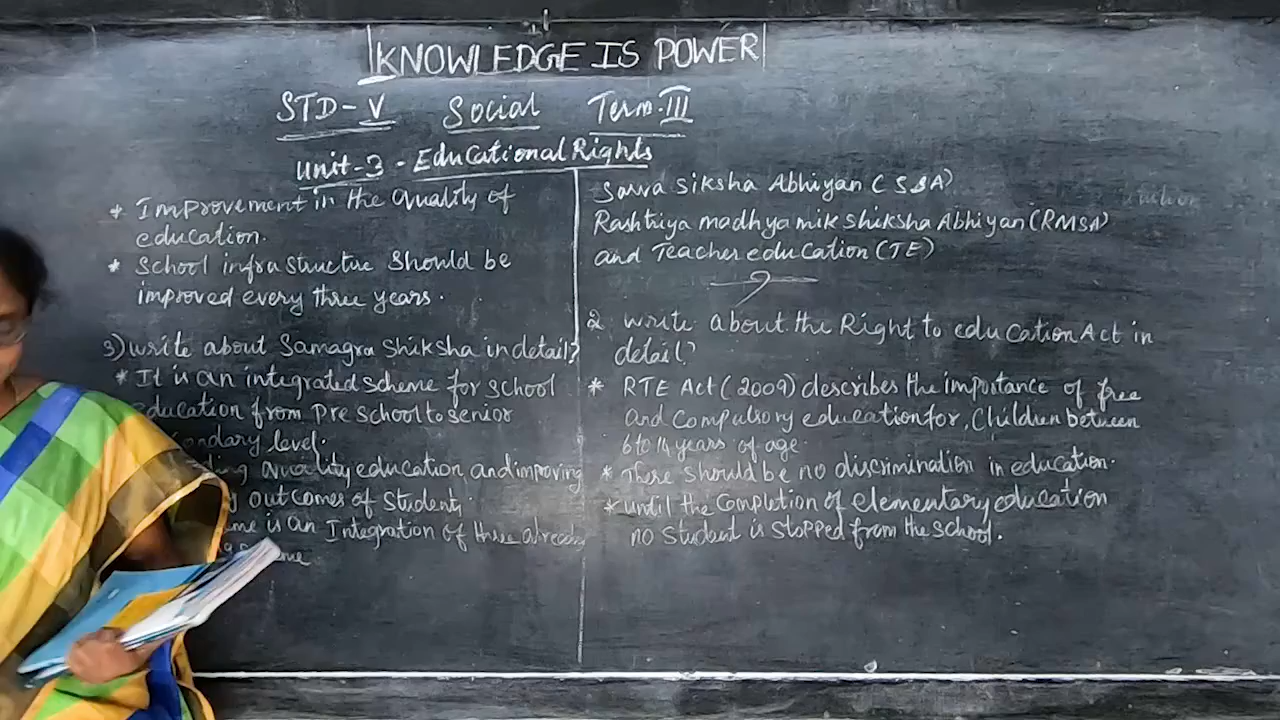 KNOWLEDGE IS POWER
STD-V Social Term-III
Unit-3 - Educational Rights
* Improvement in the Quality of
education.
* School infrastructure should be
improved every three years.
3) write about Samagra Shiksha in detail?
* It is an integrated scheme for school
education from pre school to senior
ondary level.
quality education, and improving
outcomes of student
me is an Integration of three already
me
Sarva Siksha Abhiyan (SSA)
Rashtriya madhyamik Shiksha Abhiyan (RMSA)
and Teacher education (TE)
2 write about the Right to education Act in
detail?
* RTE Act (2009) describes the importance of free
and compulsory education for, Children between
6 to 14 years of age.
* There should be no discrimination in education.
* until the completion of elementary education
no student is stopped from the school.